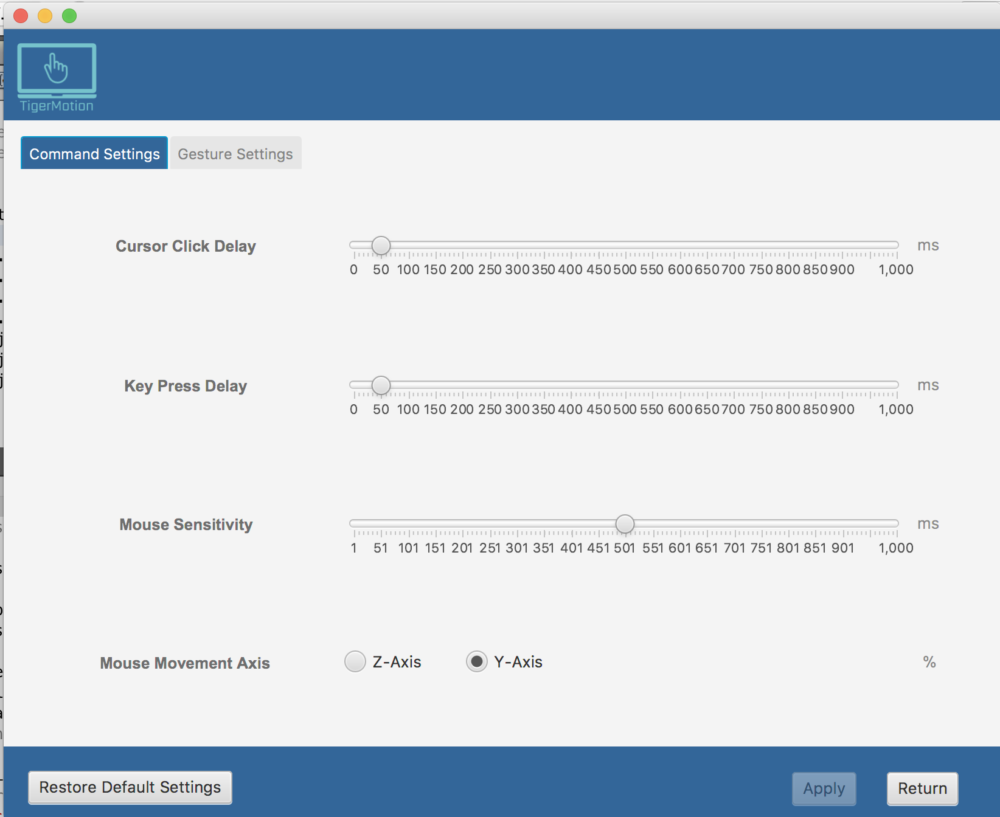 TigerMotion
Command Settings Gesture Settings
Cursor Click Delay ms
0 50 100 150 200 250 300 350 400 450 500 550 600 650 700 750 800 850 900 1,000
Key Press Delay ms
0 50 100 150 200 250 300 350 400 450 500 550 600 650 700 750 800 850 900 1,000
Mouse Sensitivity ms
1 51 101 151 201 251 301 351 401 451 501 551 601 651 701 751 801 851 901 1,000
Mouse Movement Axis Z-Axis Y-Axis %
Restore Default Settings Apply Return